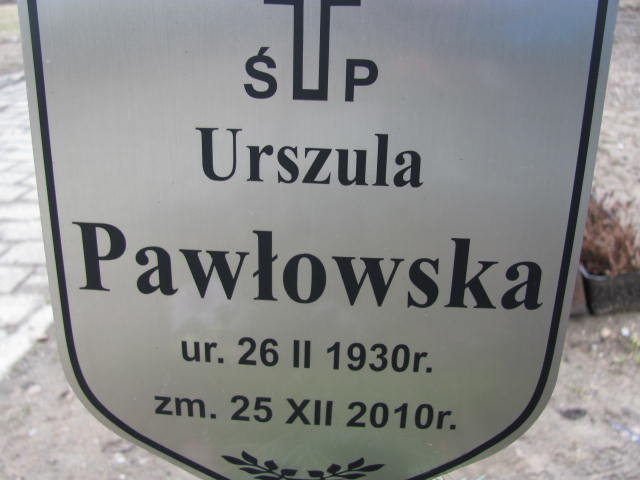 Ś P
Urszula
Pawłowska
ur. 26 II 1930r.
zm. 25 XII 2010r.